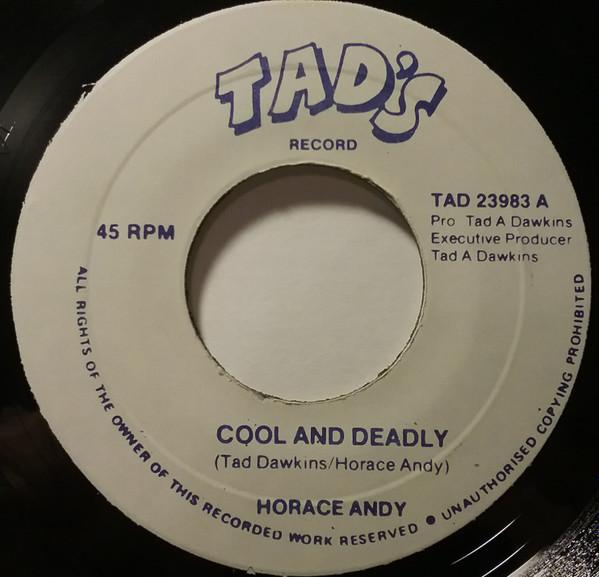 TAD'S
RECORD
45 RPM
TAD 23983 A
Pro Tad A Dawkins
Executive Producer
Tad A Dawkins
COOL AND DEADLY
(Tad Dawkins/Horace Andy)
HORACE ANDY
ALL RIGHTS OF THE OWNER OF THIS RECORDED WORK RESERVED ● UNAUTHORISED COPYING PROHIBITED